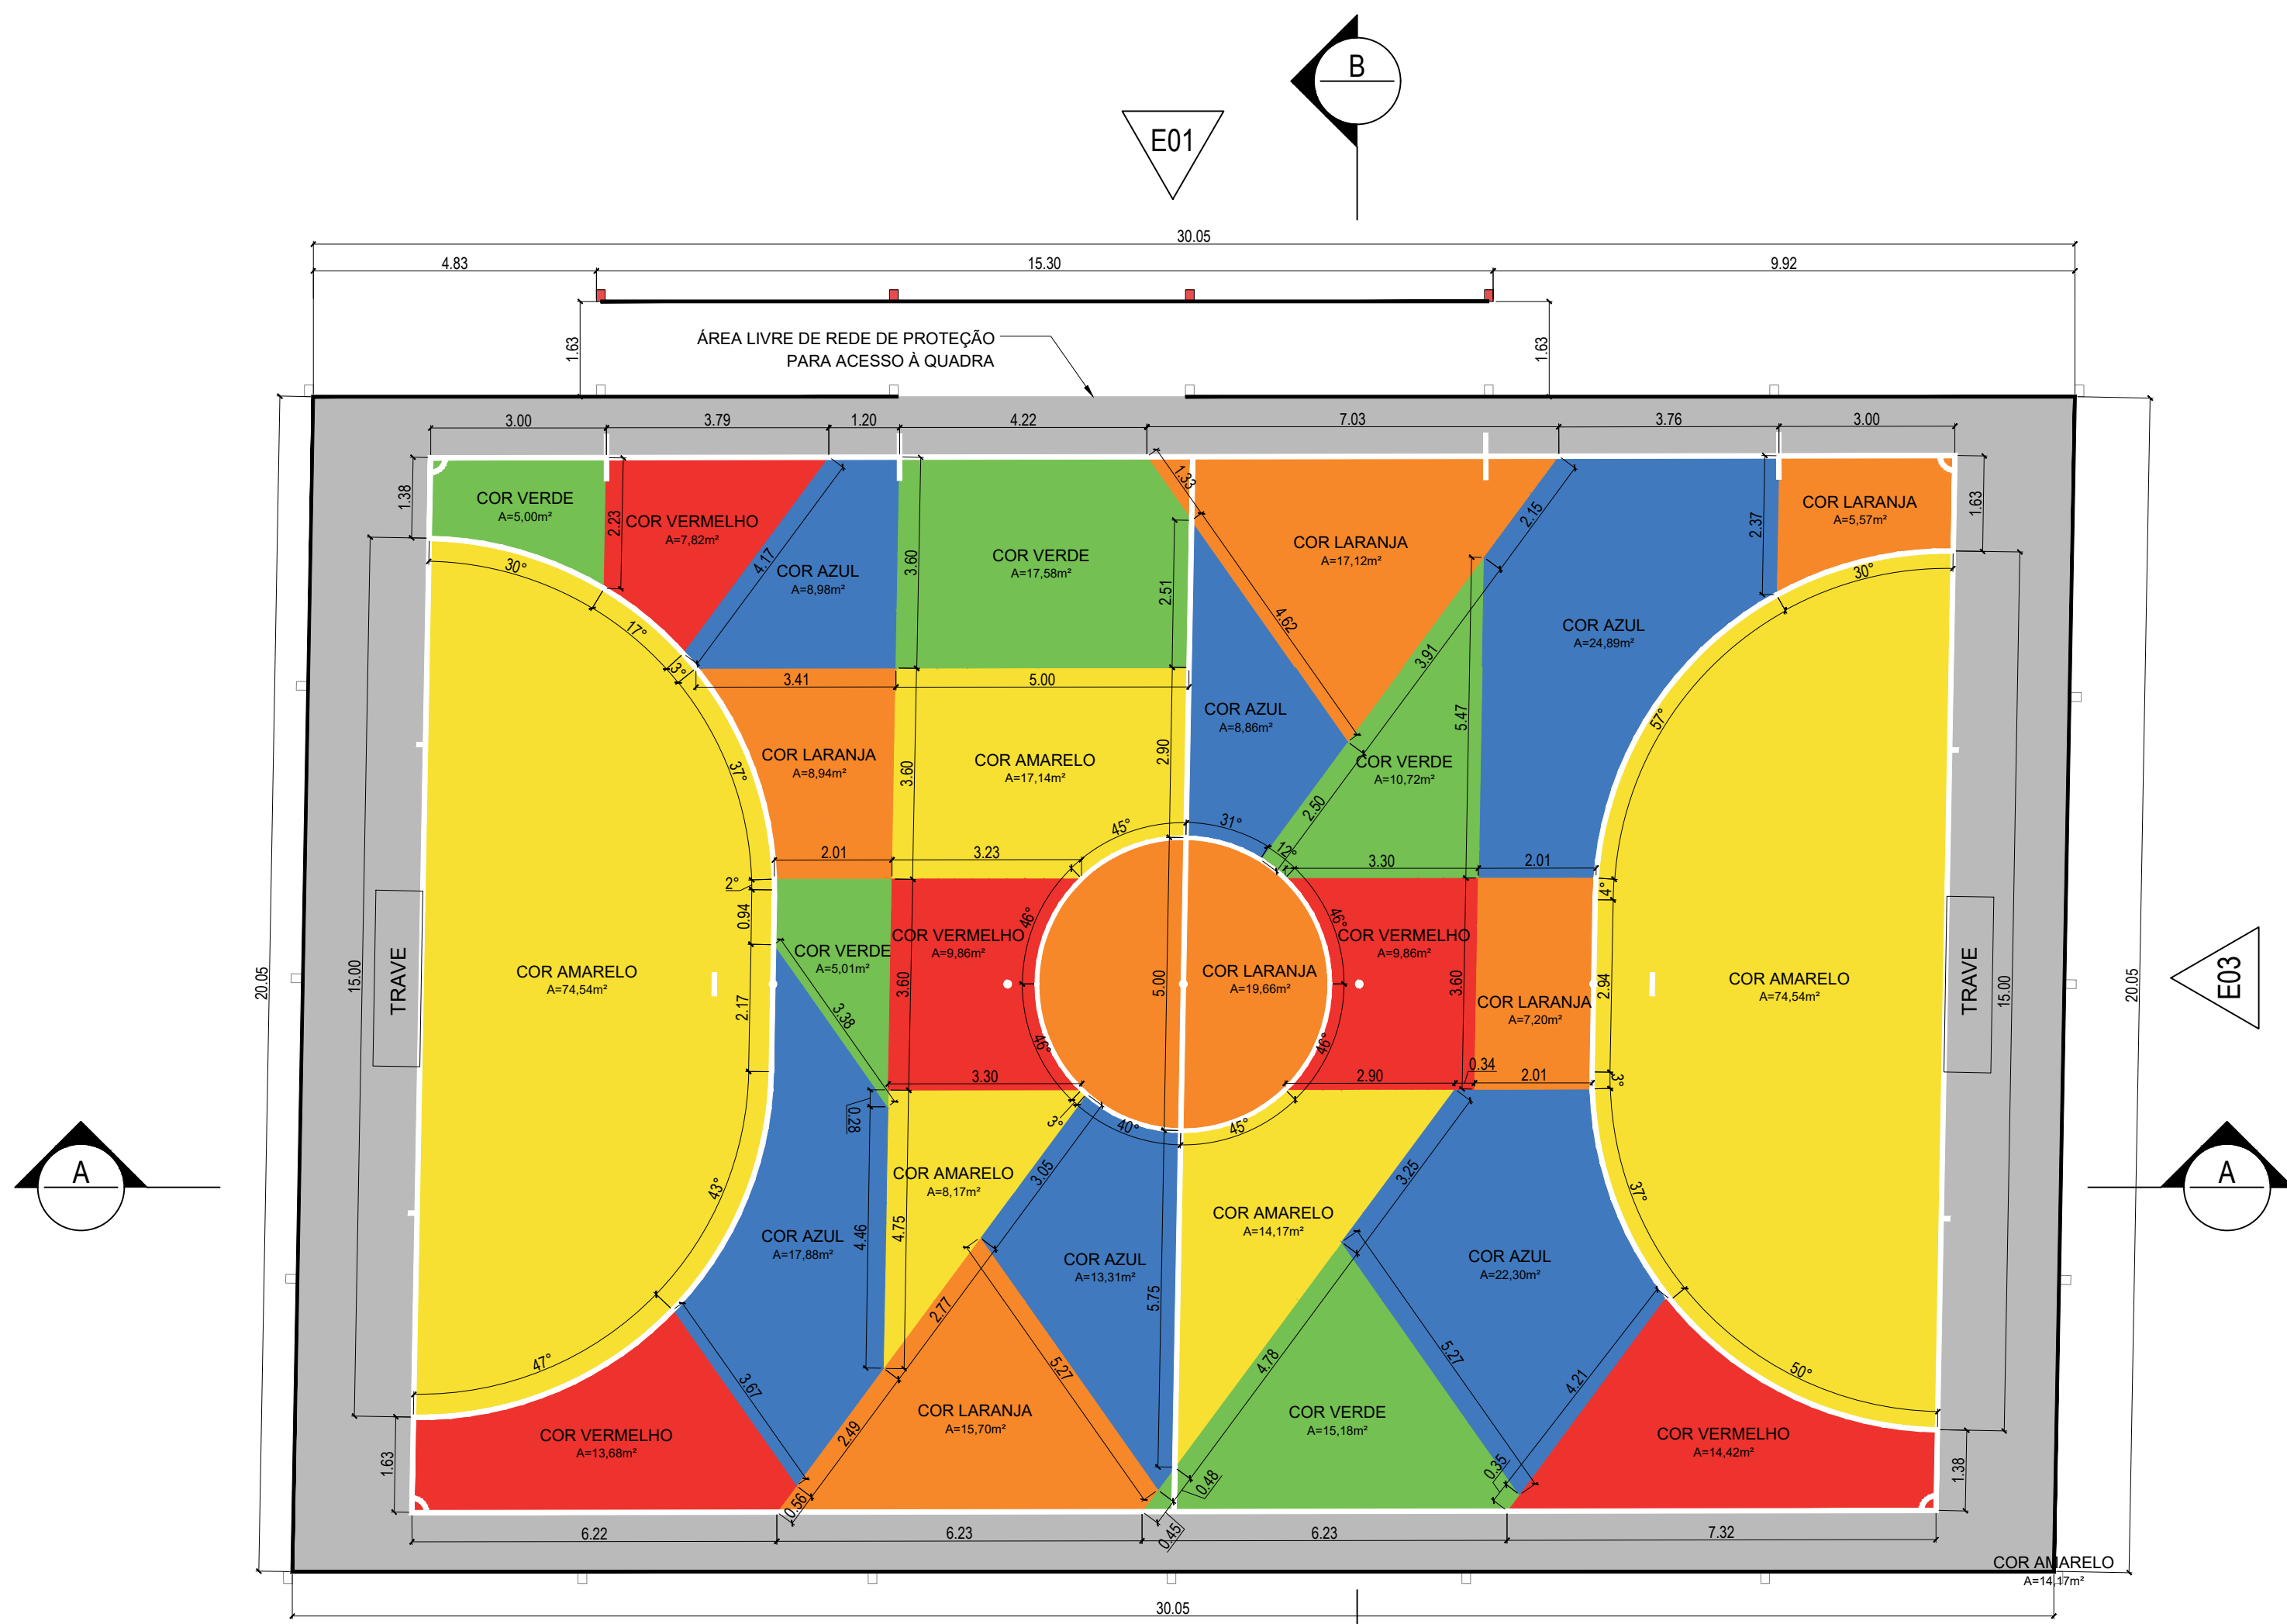 B
E01
30.05
4.83
15.30
9.92
ÁREA LIVRE DE REDE DE PROTEÇÃO
PARA ACESSO À QUADRA
1.63
1.63
3.00
3.79
1.20
4.22
7.03
3.76
3.00
1.38
COR VERDE
A=5,00m²
2.23
COR VERMELHO
A=7,82m²
4.17
COR AZUL
A=8,98m²
3.60
COR VERDE
A=17,58m²
2.51
1.33
4.62
COR LARANJA
A=17,12m²
2.15
2.37
COR LARANJA
A=5,57m²
1.63
30°
17°
3°
30°
COR AZUL
A=24,89m²
3.91
57°
3.41
5.00
COR AZUL
A=8,86m²
5.47
37°
COR LARANJA
A=8,94m²
3.60
COR AMARELO
A=17,14m²
2.90
COR VERDE
A=10,72m²
2.50
45°
31°
12°
2.01
3.23
3.30
2.01
2°
4°
0.94
46°
46°
COR VERDE
A=5,01m²
COR VERMELHO
A=9,86m²
COR VERMELHO
A=9,86m²
20.05
15.00
TRAVE
COR AMARELO
A=74,54m²
2.17
3.38
3.60
5.00
COR LARANJA
A=19,66m²
3.60
COR LARANJA
A=7,20m²
2.94
COR AMARELO
A=74,54m²
TRAVE
15.00
20.05
E03
46°
46°
3.30
2.90
0.34
2.01
3°
0.28
3°
40°
45°
A
A
43°
COR AMARELO
A=8,17m²
3.05
3.25
37°
COR AZUL
A=17,88m²
4.46
4.75
COR AZUL
A=13,31m²
COR AMARELO
A=14,17m²
COR AZUL
A=22,30m²
5.75
2.77
5.27
4.78
5.27
4.21
47°
3.67
50°
COR VERMELHO
A=13,68m²
2.49
COR LARANJA
A=15,70m²
COR VERDE
A=15,18m²
COR VERMELHO
A=14,42m²
1.63
0.56
0.48
0.35
1.38
6.22
6.23
0.45
6.23
7.32
COR AMARELO
A=14,17m²
30.05